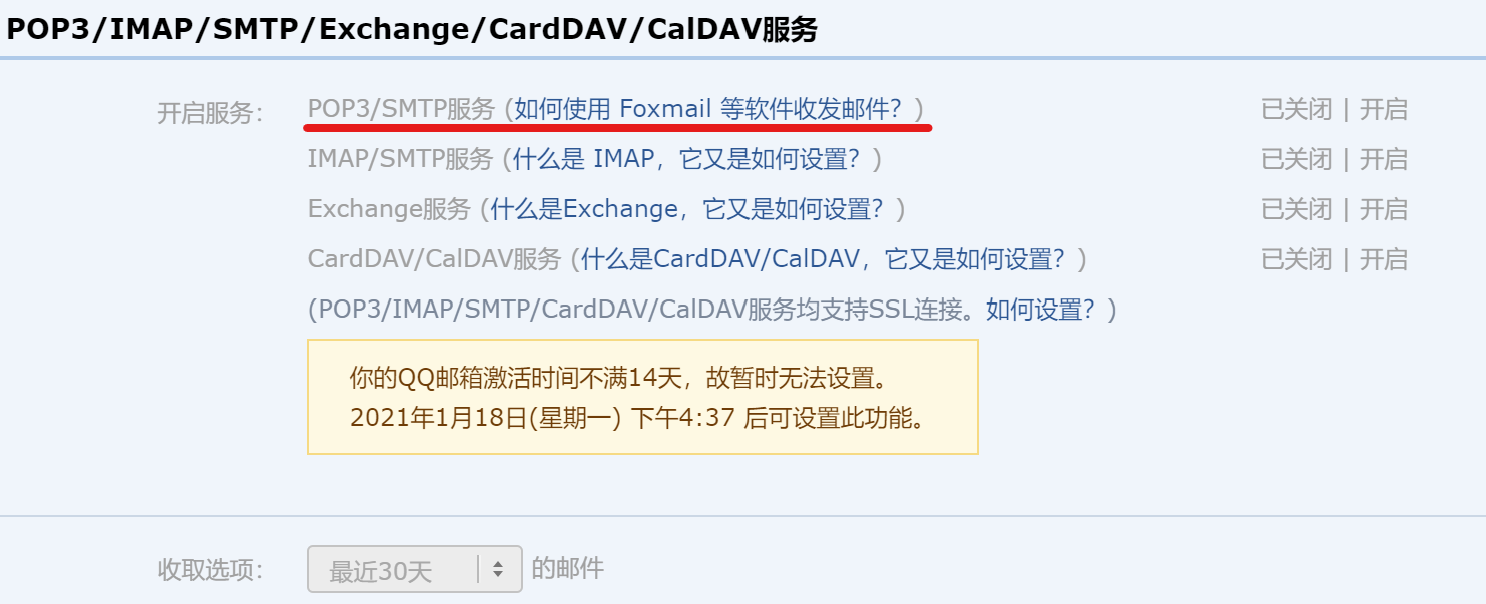 POP3/IMAP/SMTP/Exchange/CardDAV/CalDAV服务
开启服务： POP3/SMTP服务 (如何使用 Foxmail 等软件收发邮件？) 已关闭 | 开启
IMAP/SMTP服务 (什么是 IMAP，它又是如何设置？) 已关闭 | 开启
Exchange服务 (什么是Exchange，它又是如何设置？) 已关闭 | 开启
CardDAV/CalDAV服务 (什么是CardDAV/CalDAV，它又是如何设置？) 已关闭 | 开启
(POP3/IMAP/SMTP/CardDAV/CalDAV服务均支持SSL连接。如何设置？)
你的QQ邮箱激活时间不满14天，故暂时无法设置。
2021年1月18日(星期一) 下午4:37 后可设置此功能。
收取选项： 最近30天 的邮件